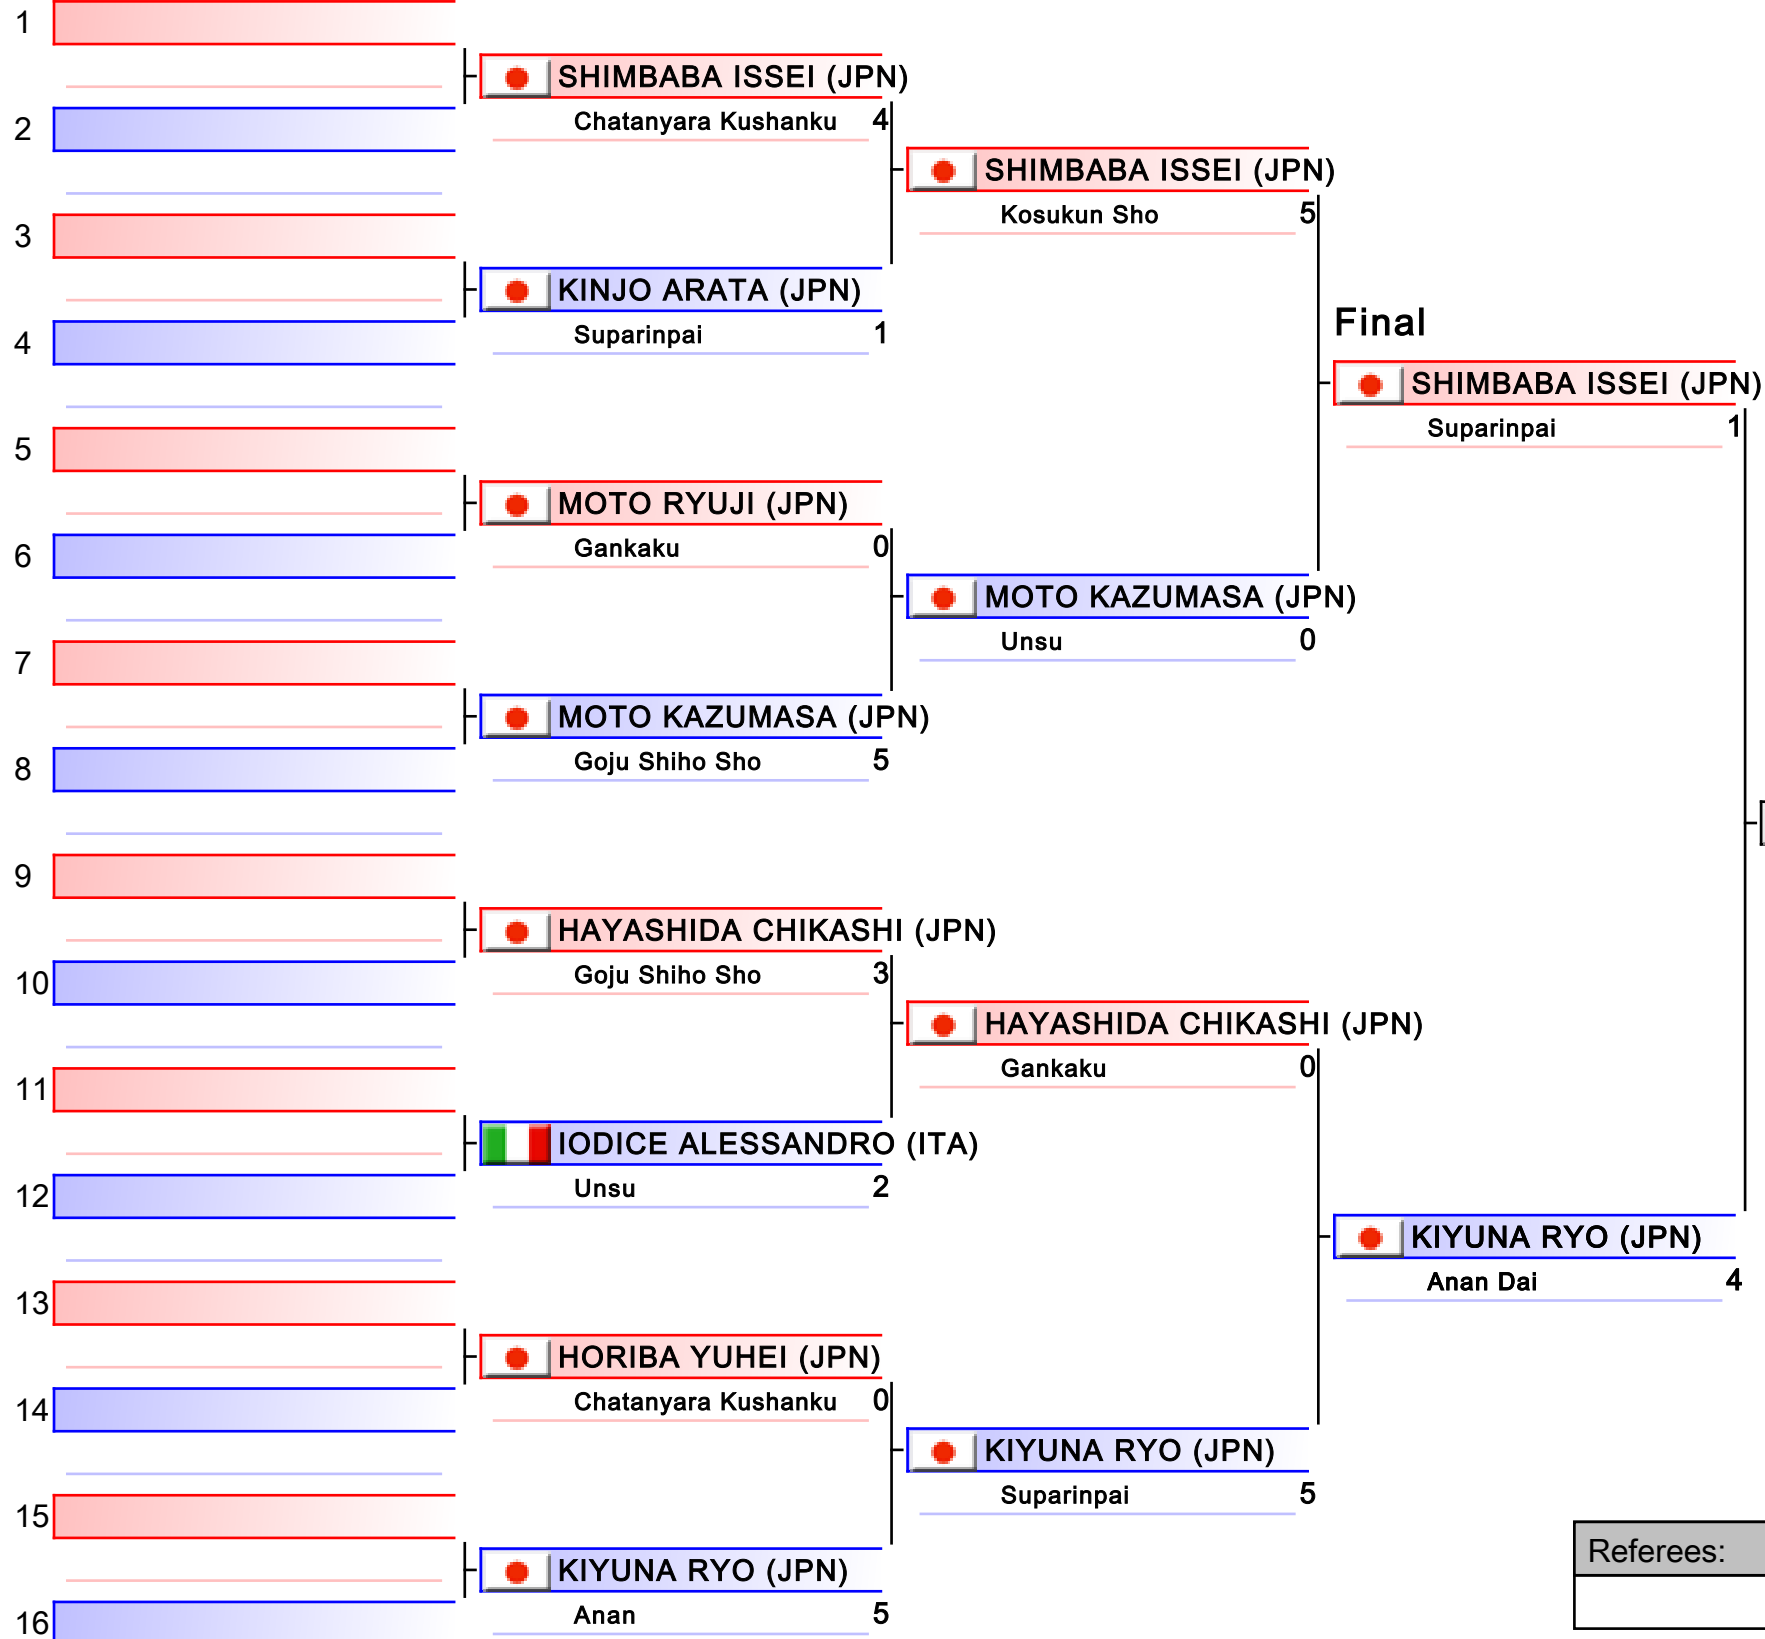 1
2
3
4
5
6
7
8
9
10
11
12
13
14
15
16
SHIMBABA ISSEI (JPN)
Chatanyara Kushanku 4
KINJO ARATA (JPN)
Suparinpai 1
MOTO RYUJI (JPN)
Gankaku 0
MOTO KAZUMASA (JPN)
Goju Shiho Sho 5
HAYASHIDA CHIKASHI (JPN)
Goju Shiho Sho 3
IODICE ALESSANDRO (ITA)
Unsu 2
HORIBA YUHEI (JPN)
Chatanyara Kushanku 0
KIYUNA RYO (JPN)
Anan 5
SHIMBABA ISSEI (JPN)
Kosukun Sho 5
MOTO KAZUMASA (JPN)
Unsu 0
HAYASHIDA CHIKASHI (JPN)
Gankaku 0
KIYUNA RYO (JPN)
Suparinpai 5
Final
SHIMBABA ISSEI (JPN)
Suparinpai 1
KIYUNA RYO (JPN)
Anan Dai 4
Referees: